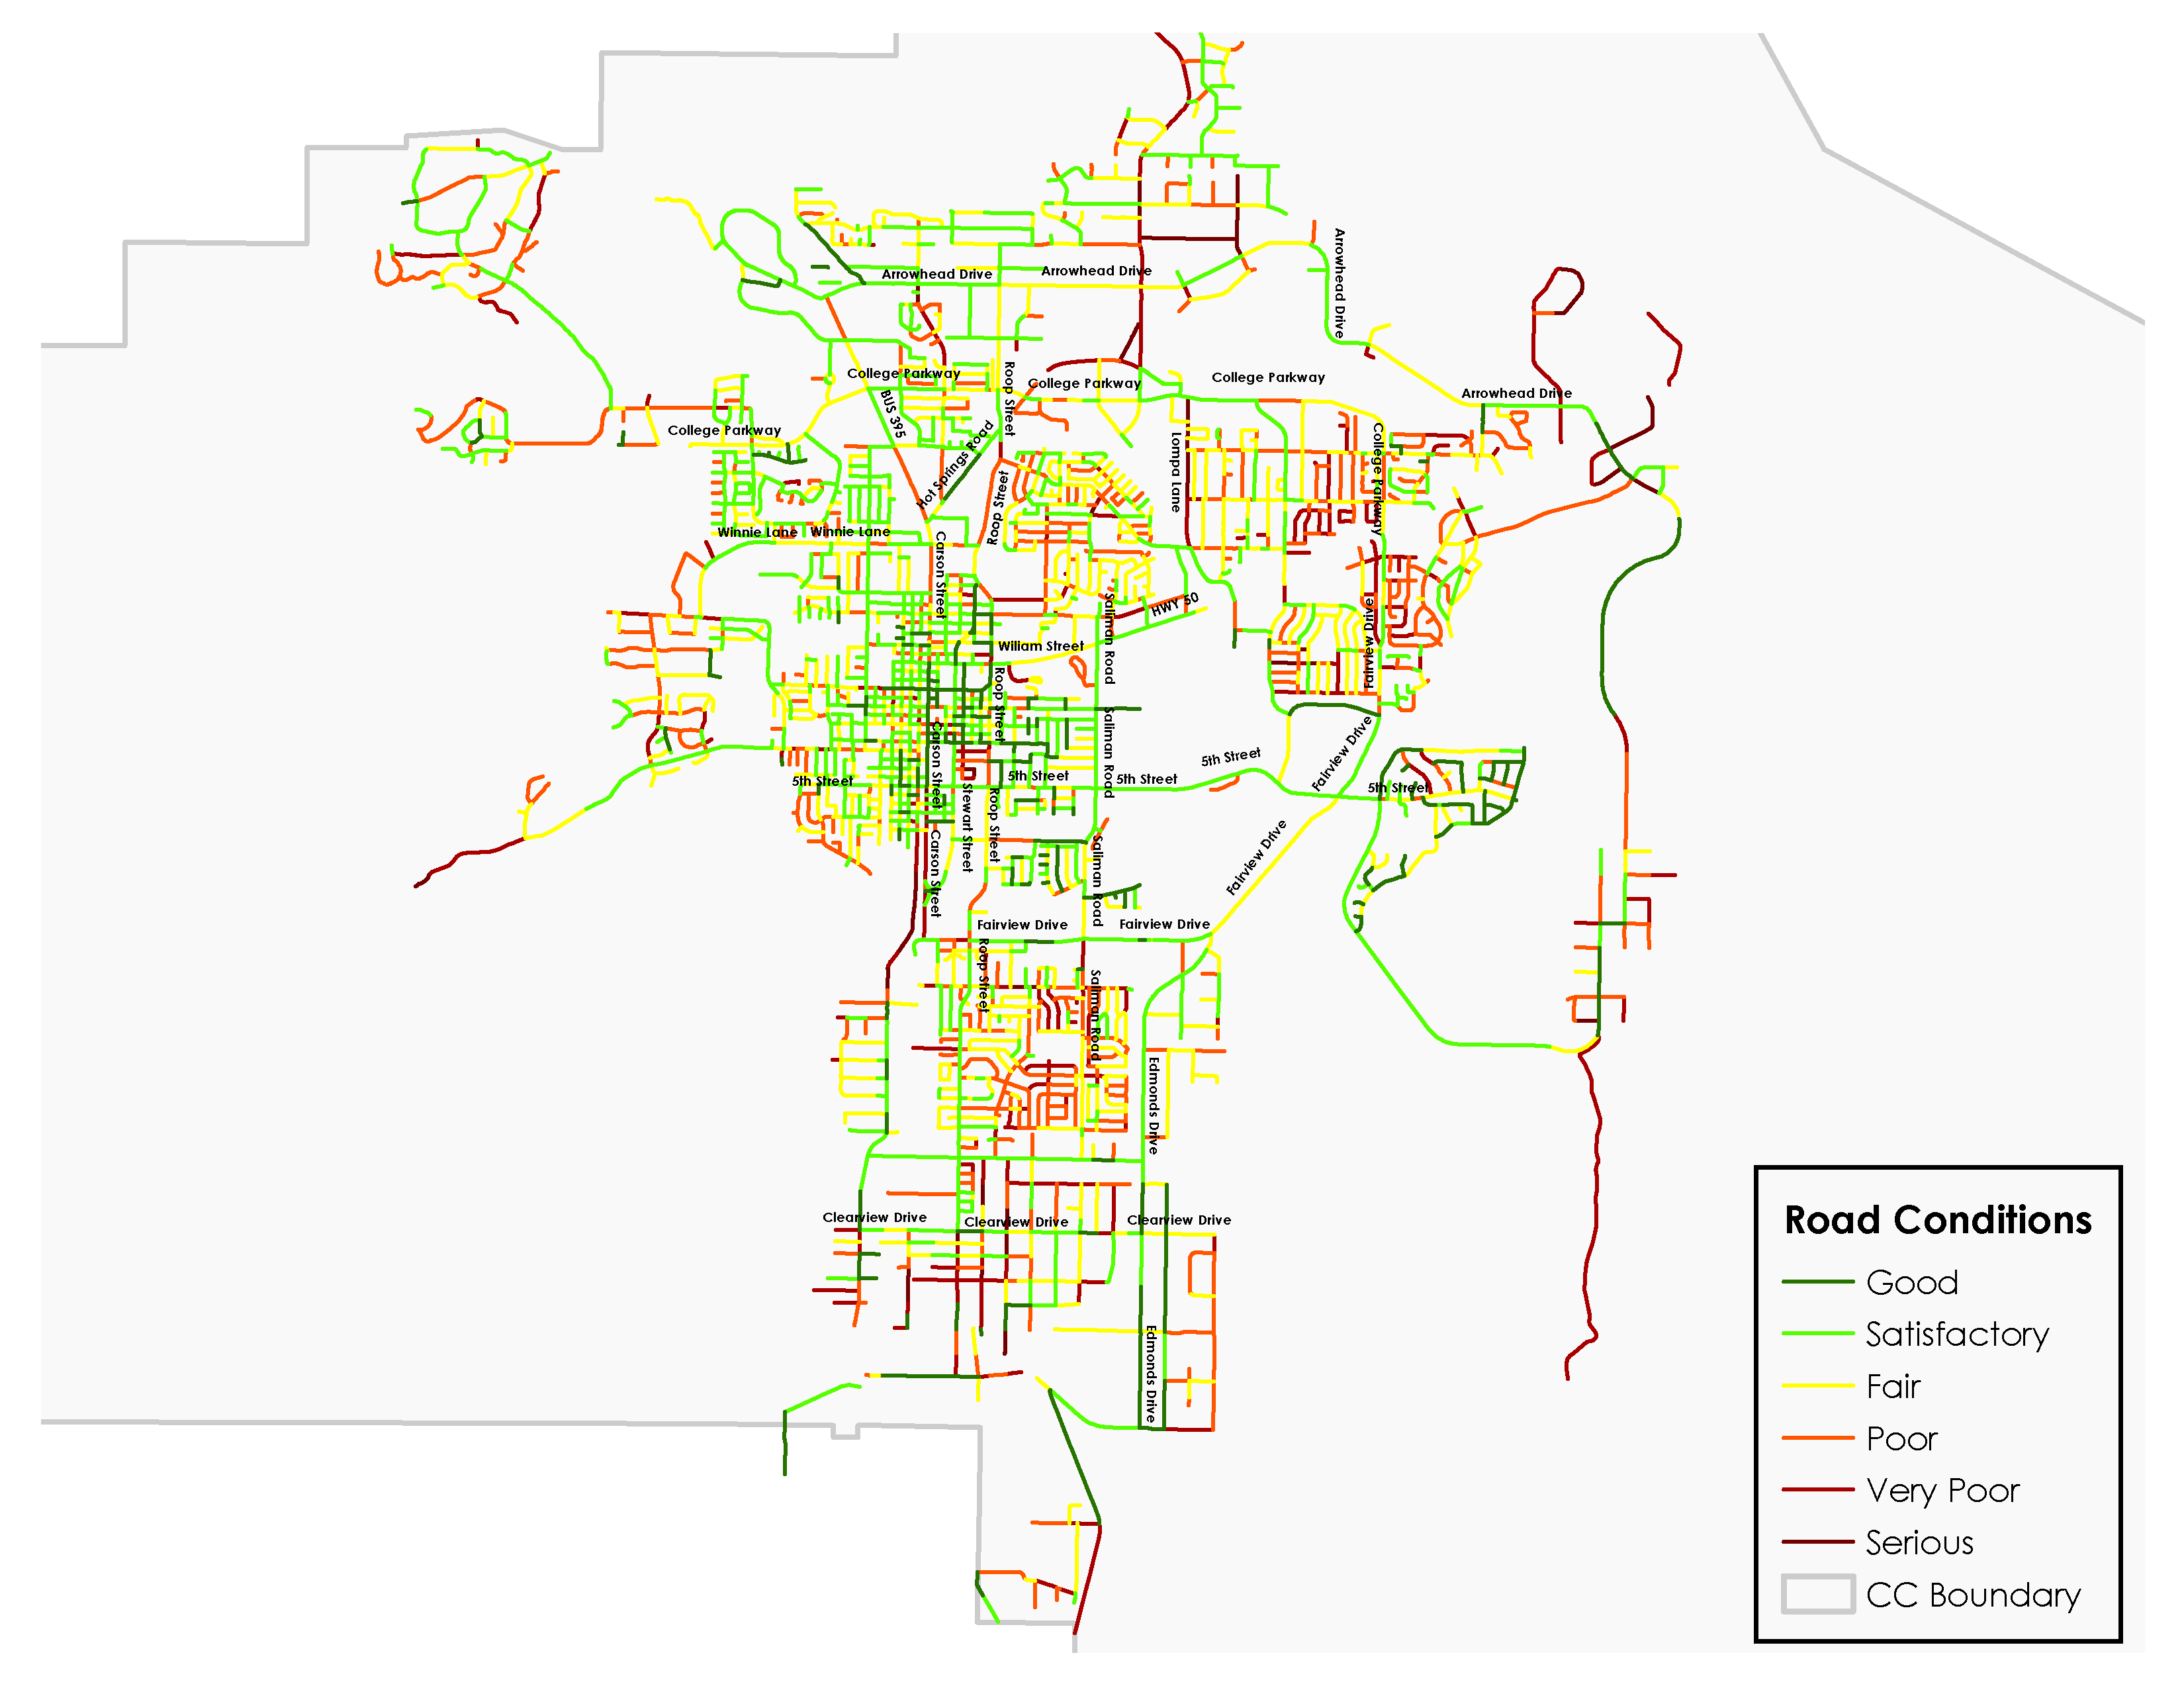 Arrowhead Drive
Arrowhead Drive
Arrowhead Drive
College Parkway
Roop Street
College Parkway
College Parkway
Arrowhead Drive
BUS 395
College Parkway
Hot Springs Road
Roop Street
Lompa Lane
College Parkway
Winnie Lane
Winnie Lane
Carson Street
Saliman Road
HWY 50
Fairview Drive
William Street
Roop Street
Carson Street
Saliman Road
5th Street
Fairview Drive
5th Street
5th Street
5th Street
5th Street
Stewart Street
Roop Street
Carson Street
Saliman Road
Fairview Drive
Fairview Drive
Fairview Drive
Roop Street
Saliman Road
Edmonds Drive
Clearview Drive
Clearview Drive
Clearview Drive
Edmonds Drive
Road Conditions
Good
Satisfactory
Fair
Poor
Very Poor
Serious
CC Boundary